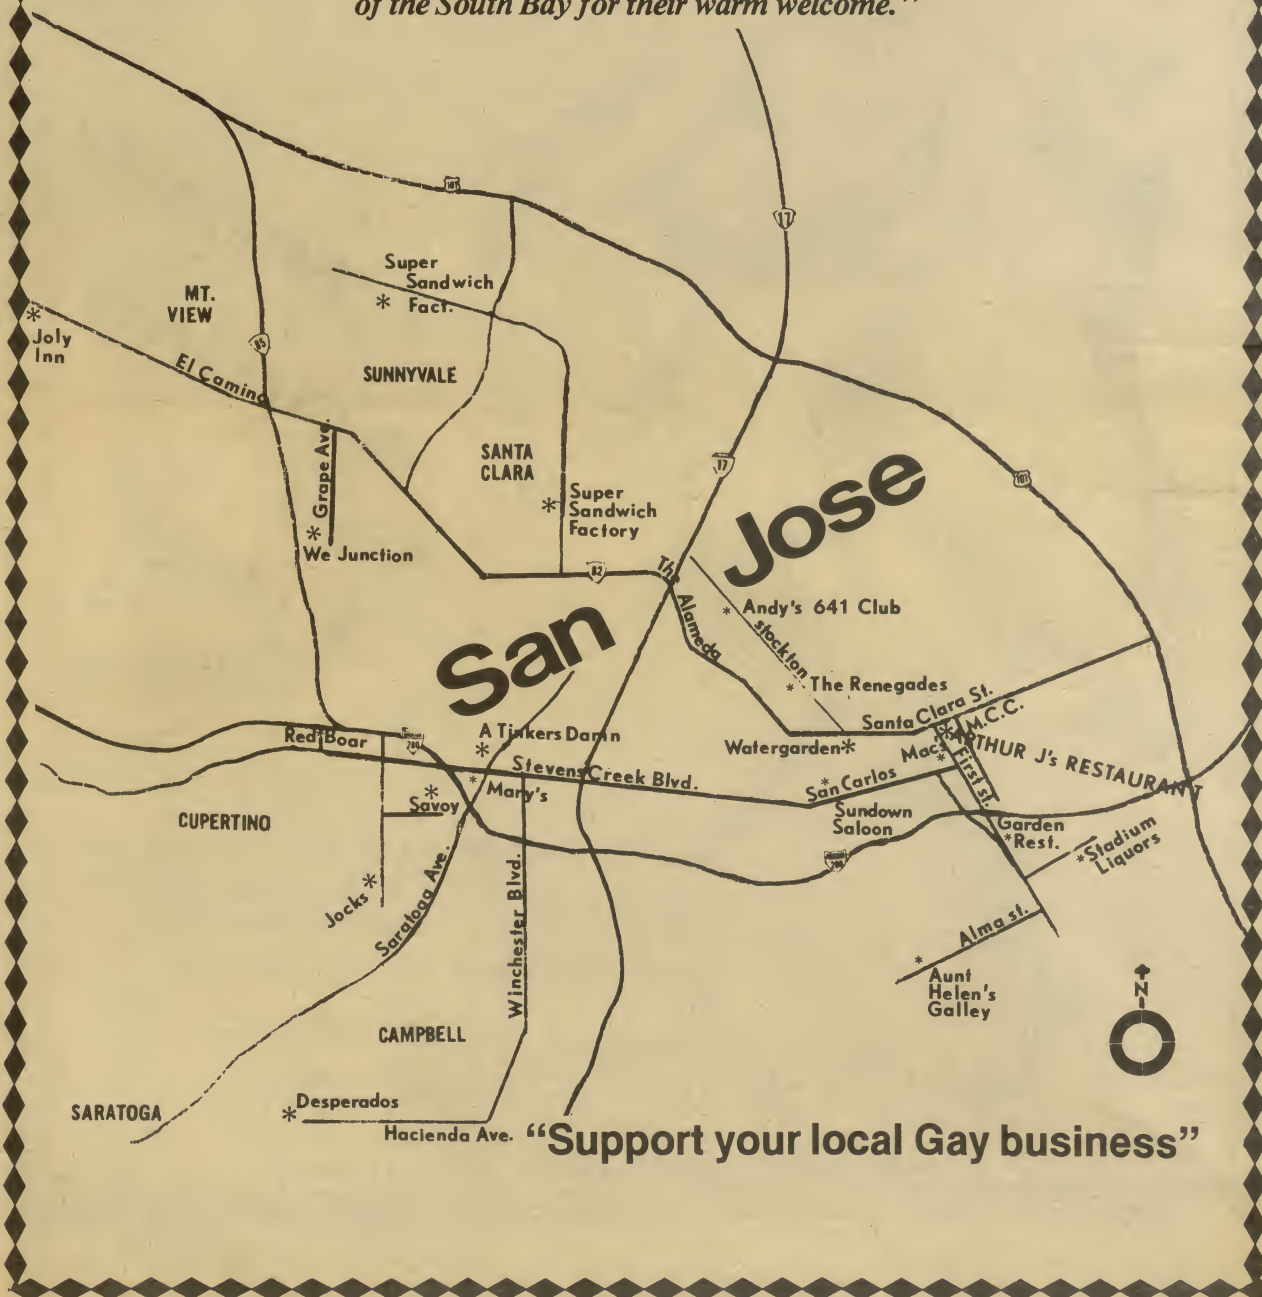 of the South Bay for their warm welcome."
101
17
Super
Sandwich
Fact.
MT.
VIEW
Joly
Inn
85
El Camino
SUNNYVALE
Grape Ave.
SANTA
CLARA
17
Jose
101
Super
Sandwich
Factory
We Junction
82
The
Alameda
Andy's 641 Club
Stockton
San
The Renegades
Santa Clara St.
M.C.C.
Red Boar
280
A Tinkers Damn
Watergarden
Mac's
ARTHUR J's RESTAURANT
First st.
Stevens Creek Blvd.
San Carlos
Mary's
Savoy
CUPERTINO
Sundown
Saloon
Garden
Rest.
Stadium
Liquors
280
Jocks
Saratoga Ave.
Winchester Blvd.
Alma st.
Aunt
Helen's
Galley
N
CAMPBELL
SARATOGA
Desperados
Hacienda Ave.
"Support your local Gay business"